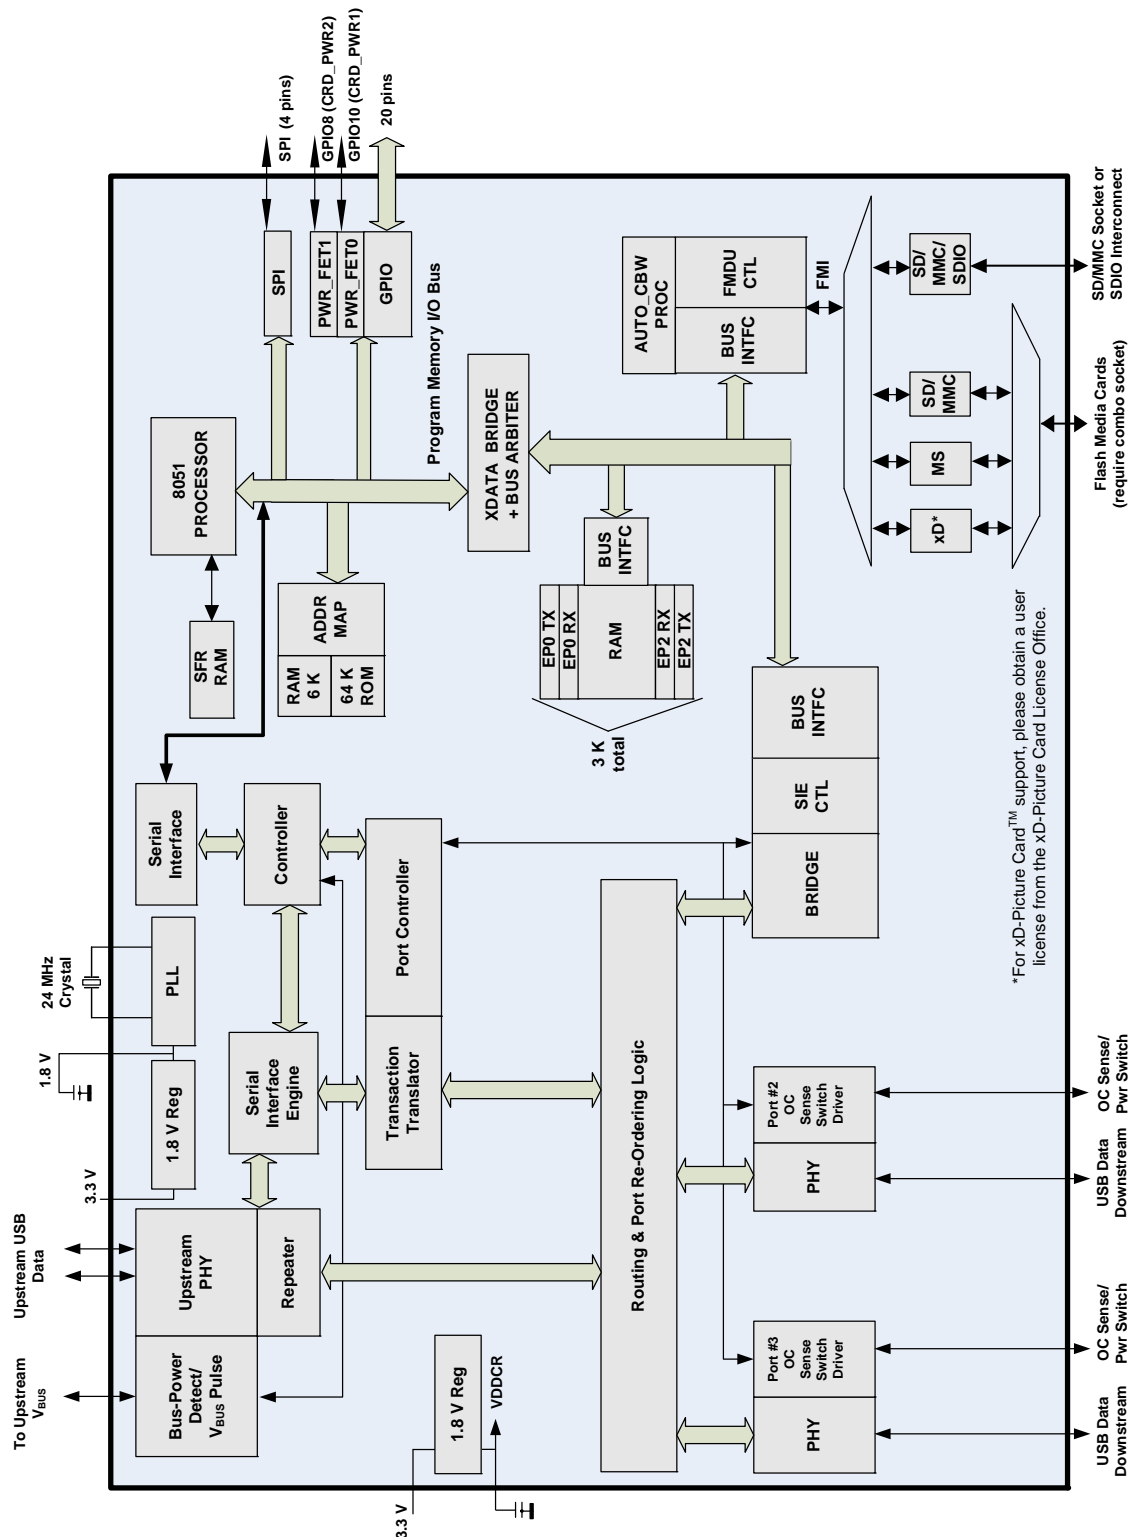 To Upstream
VBUS
Upstream USB
Data
3.3 V
1.8 V
24 MHz
Crystal
Bus-Power
Detect/
VBUS Pulse
Upstream
PHY
Repeater
1.8 V Reg
PLL
Serial
Interface
Engine
Serial
Interface
Controller
Transaction
Translator
Port Controller
SFR
RAM
8051
PROCESSOR
RAM
6 K
64 K
ROM
ADDR
MAP
SPI
SPI (4 pins)
PWR_FET1
PWR_FET0
GPIO
GPIO8 (CRD_PWR2)
GPIO10 (CRD_PWR1)
20 pins
Program Memory I/O Bus
3.3 V
1.8 V Reg
VDDCR
XDATA BRIDGE
+ BUS ARBITER
3 K
total
EP0 TX
EP0 RX
RAM
EP2 RX
EP2 TX
BUS
INTFC
AUTO_CBW
PROC
BUS
INTFC
FMDU
CTL
FMI
Routing & Port Re-Ordering Logic
BRIDGE
SIE
CTL
BUS
INTFC
PHY
Port #3
OC
Sense
Switch
Driver
PHY
Port #2
OC
Sense
Switch
Driver
xD*
MS
SD/
MMC
SD/
MMC/
SDIO
*For xD-Picture Card™ support, please obtain a user
license from the xD-Picture Card License Office.
USB Data
Downstream
OC Sense/
Pwr Switch
USB Data
Downstream
OC Sense/
Pwr Switch
Flash Media Cards
(require combo socket)
SD/MMC Socket or
SDIO Interconnect